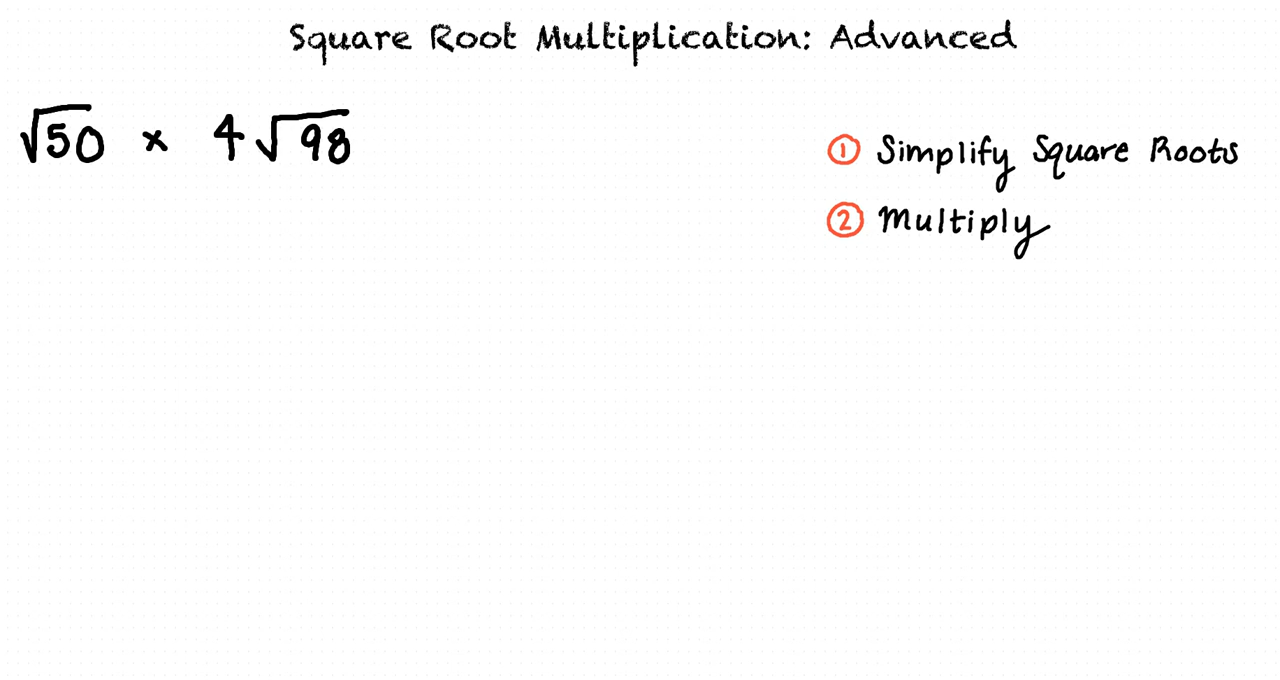 Square Root Multiplication: Advanced
√50 × 4√98
① Simplify Square Roots
② Multiply